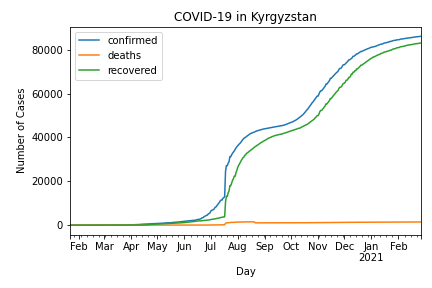 COVID-19 in Kyrgyzstan
confirmed
deaths
recovered
Number of Cases
80000
60000
40000
20000
0
Feb Mar Apr May Jun Jul Aug Sep Oct Nov Dec Jan Feb
2021
Day